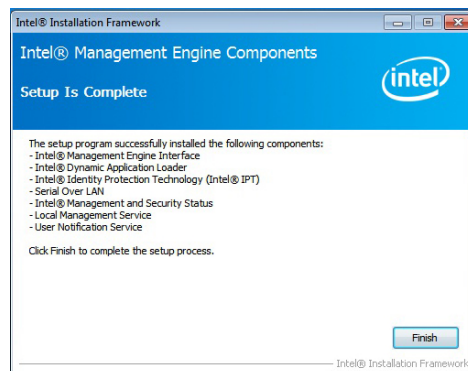 Intel® Installation Framework
Intel® Management Engine Components
(intel)
Setup Is Complete
The setup program successfully installed the following components:
- Intel® Management Engine Interface
- Intel® Dynamic Application Loader
- Intel® Identity Protection Technology (Intel® IPT)
- Serial Over LAN
- Intel® Management and Security Status
- Local Management Service
- User Notification Service
Click Finish to complete the setup process.
Finish
Intel® Installation Framework